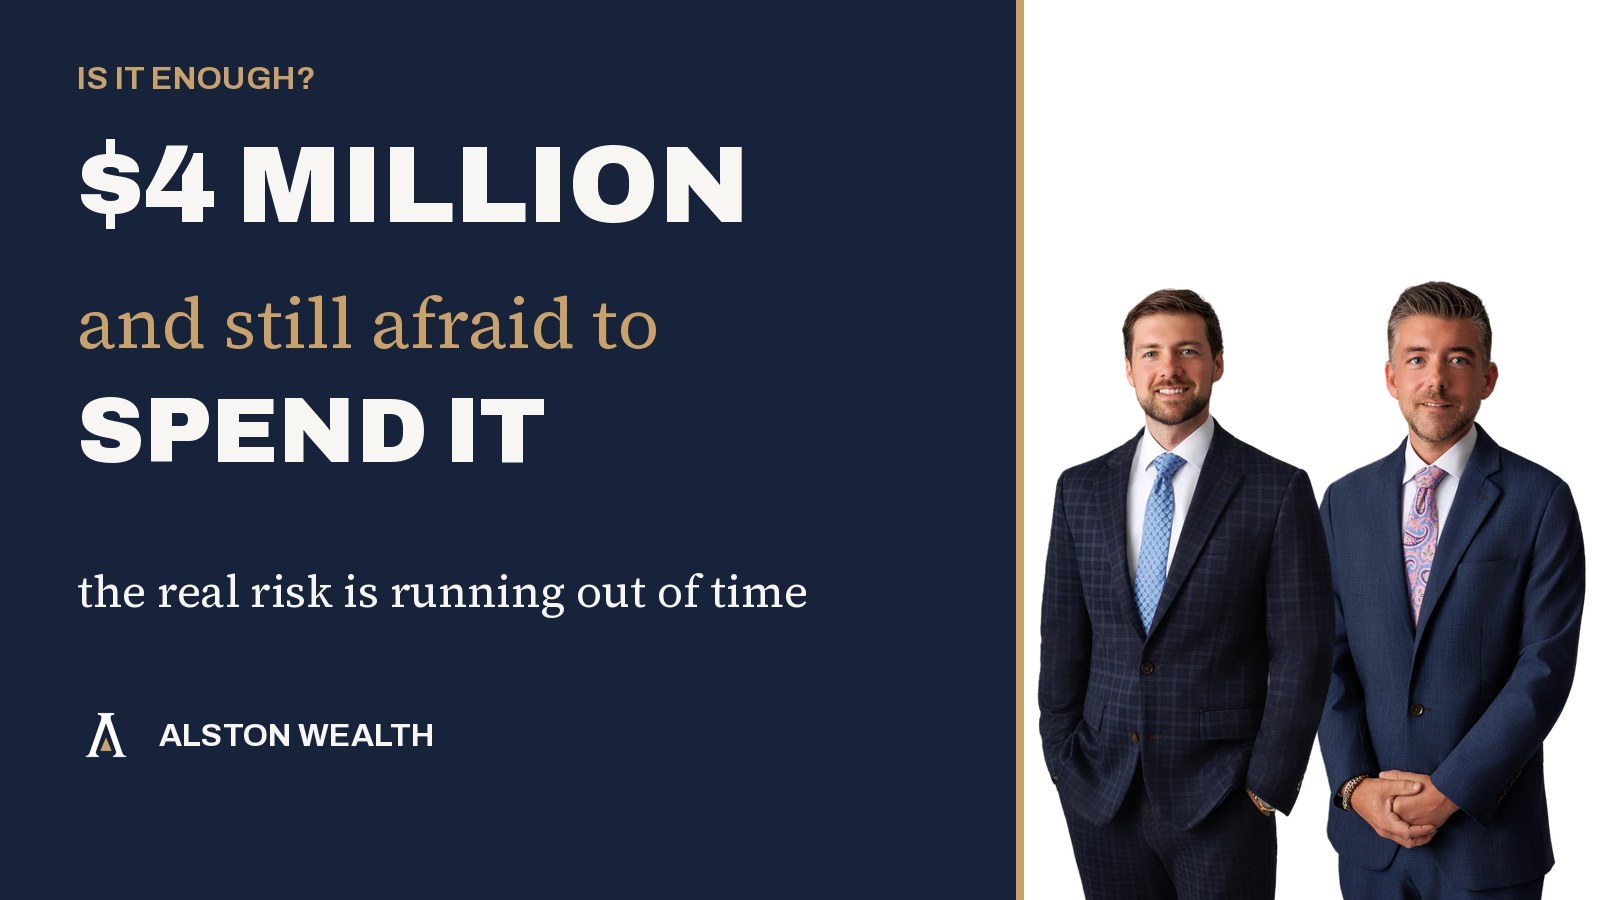 IS IT ENOUGH?
$4 MILLION
and still afraid to
SPEND IT
the real risk is running out of time
ALSTON WEALTH